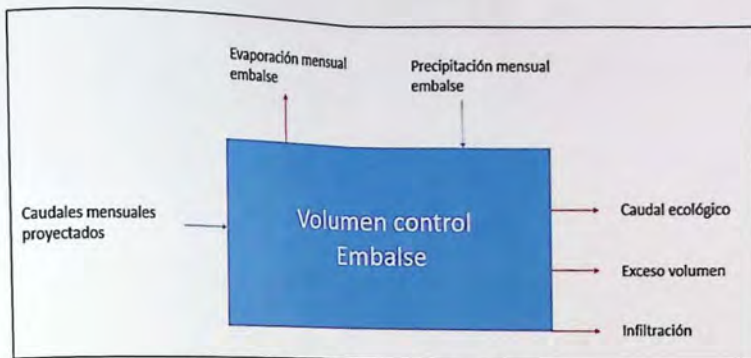 Evaporación mensual
embalse
Precipitación mensual
embalse
Caudales mensuales
proyectados
Volumen control
Embalse
Caudal ecológico
Exceso volumen
Infiltración